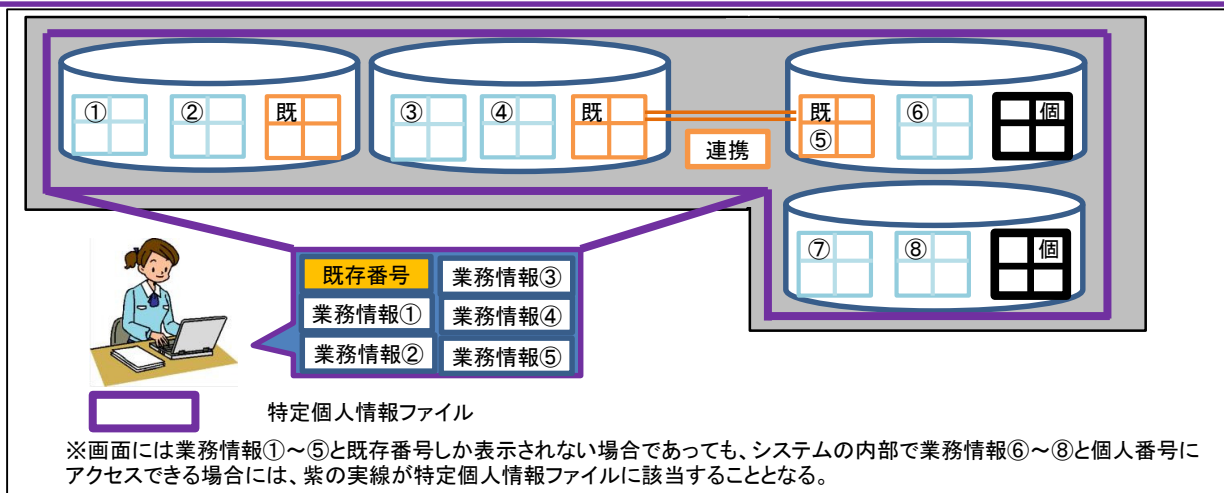 ① ② 既 ③ ④ 既 既 ⑥ 個
⑤
連携
⑦ ⑧ 個
既存番号 業務情報③
業務情報① 業務情報④
業務情報② 業務情報⑤
特定個人情報ファイル
※画面には業務情報①～⑤と既存番号しか表示されない場合であっても、システムの内部で業務情報⑥～⑧と個人番号に
アクセスできる場合には、紫の実線が特定個人情報ファイルに該当することとなる。